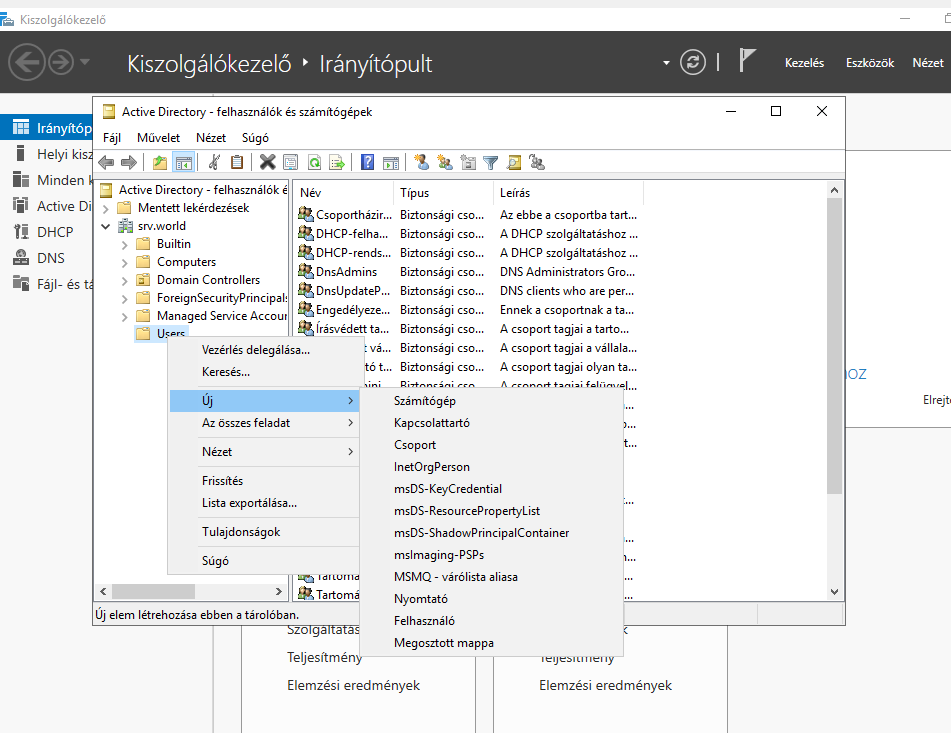 Kiszolgálókezelő
Kiszolgálókezelő ‣ Irányítópult
Kezelés Eszközök Nézet
Active Directory - felhasználók és számítógépek
Fájl Művelet Nézet Súgó
Irányítóp
Helyi kisz
Minden k
Active Di
DHCP
DNS
Fájl- és tá
Active Directory - felhasználók é
Mentett lekérdezések
srv.world
Builtin
Computers
Domain Controllers
ForeignSecurityPrincipals
Managed Service Accour
Users
Név Típus Leírás
Csoportházir... Biztonsági cso... Az ebbe a csoportba tart...
DHCP-felha... Biztonsági cso... A DHCP szolgáltatáshoz ...
DHCP-rends... Biztonsági cso... A DHCP szolgáltatáshoz ...
DnsAdmins Biztonsági cso... DNS Administrators Gro...
DnsUpdateP... Biztonsági cso... DNS clients who are per...
Engedélyeze... Biztonsági cso... Ennek a csoportnak a ta...
Írásvédett ta... Biztonsági cso... A csoport tagjai a tarto...
vá... Biztonsági cso... A csoport tagjai a vállala...
tó t... Biztonsági cso... A csoport tagjai olyan ta...
Biztonsági cso... A csoport tagjai felügyel...
Tartomá
Tartomá
Vezérlés delegálása...
Keresés...
Új
Az összes feladat
Nézet
Frissítés
Lista exportálása...
Tulajdonságok
Súgó
Számítógép
Kapcsolattartó
Csoport
InetOrgPerson
msDS-KeyCredential
msDS-ResourcePropertyList
msDS-ShadowPrincipalContainer
msImaging-PSPs
MSMQ - várólista aliasa
Nyomtató
Felhasználó
Megosztott mappa
Új elem létrehozása ebben a tárolóban.
HOZ
Elrejt
Szolgáltatás
Teljesítmény Teljesítmény
Elemzési eredmények Elemzési eredmények